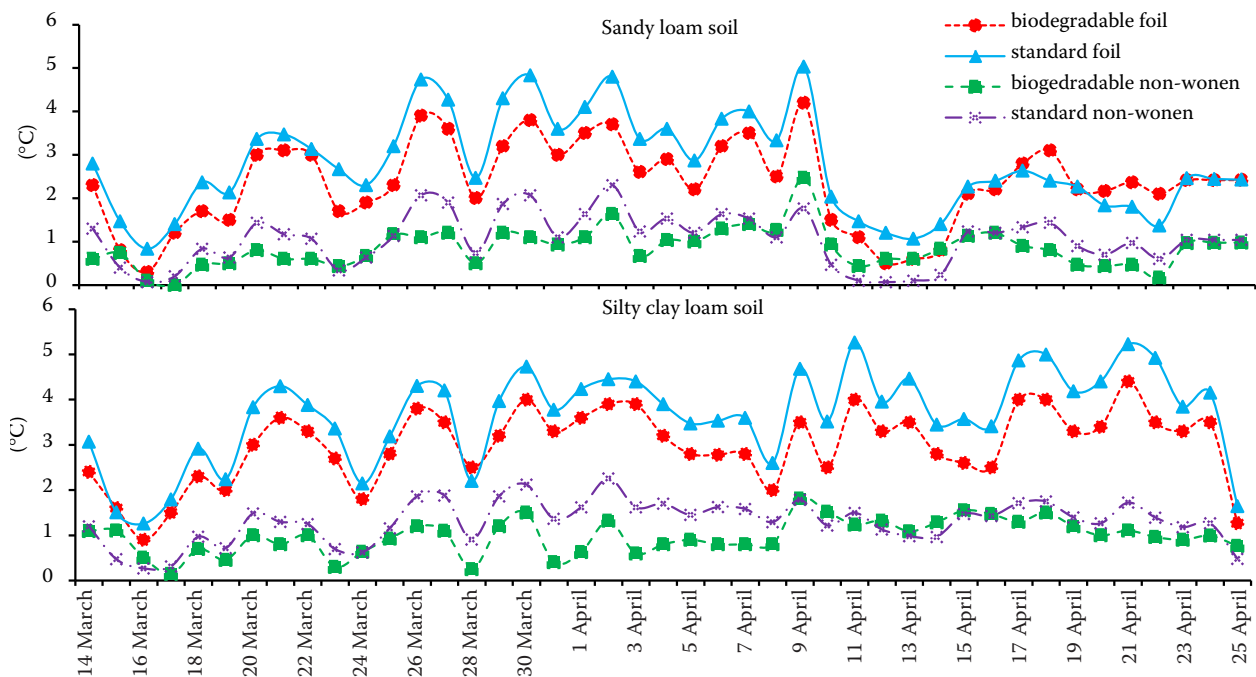 6
5
4
3
2
1
0
(°C)
Sandy loam soil
biodegradable foil
standard foil
biogedradable non-wonen
standard non-wonen
6
5
4
3
2
1
0
(°C)
Silty clay loam soil
14 March
16 March
18 March
20 March
22 March
24 March
26 March
28 March
30 March
1 April
3 April
5 April
7 April
9 April
11 April
13 April
15 April
17 April
19 April
21 April
23 April
25 April